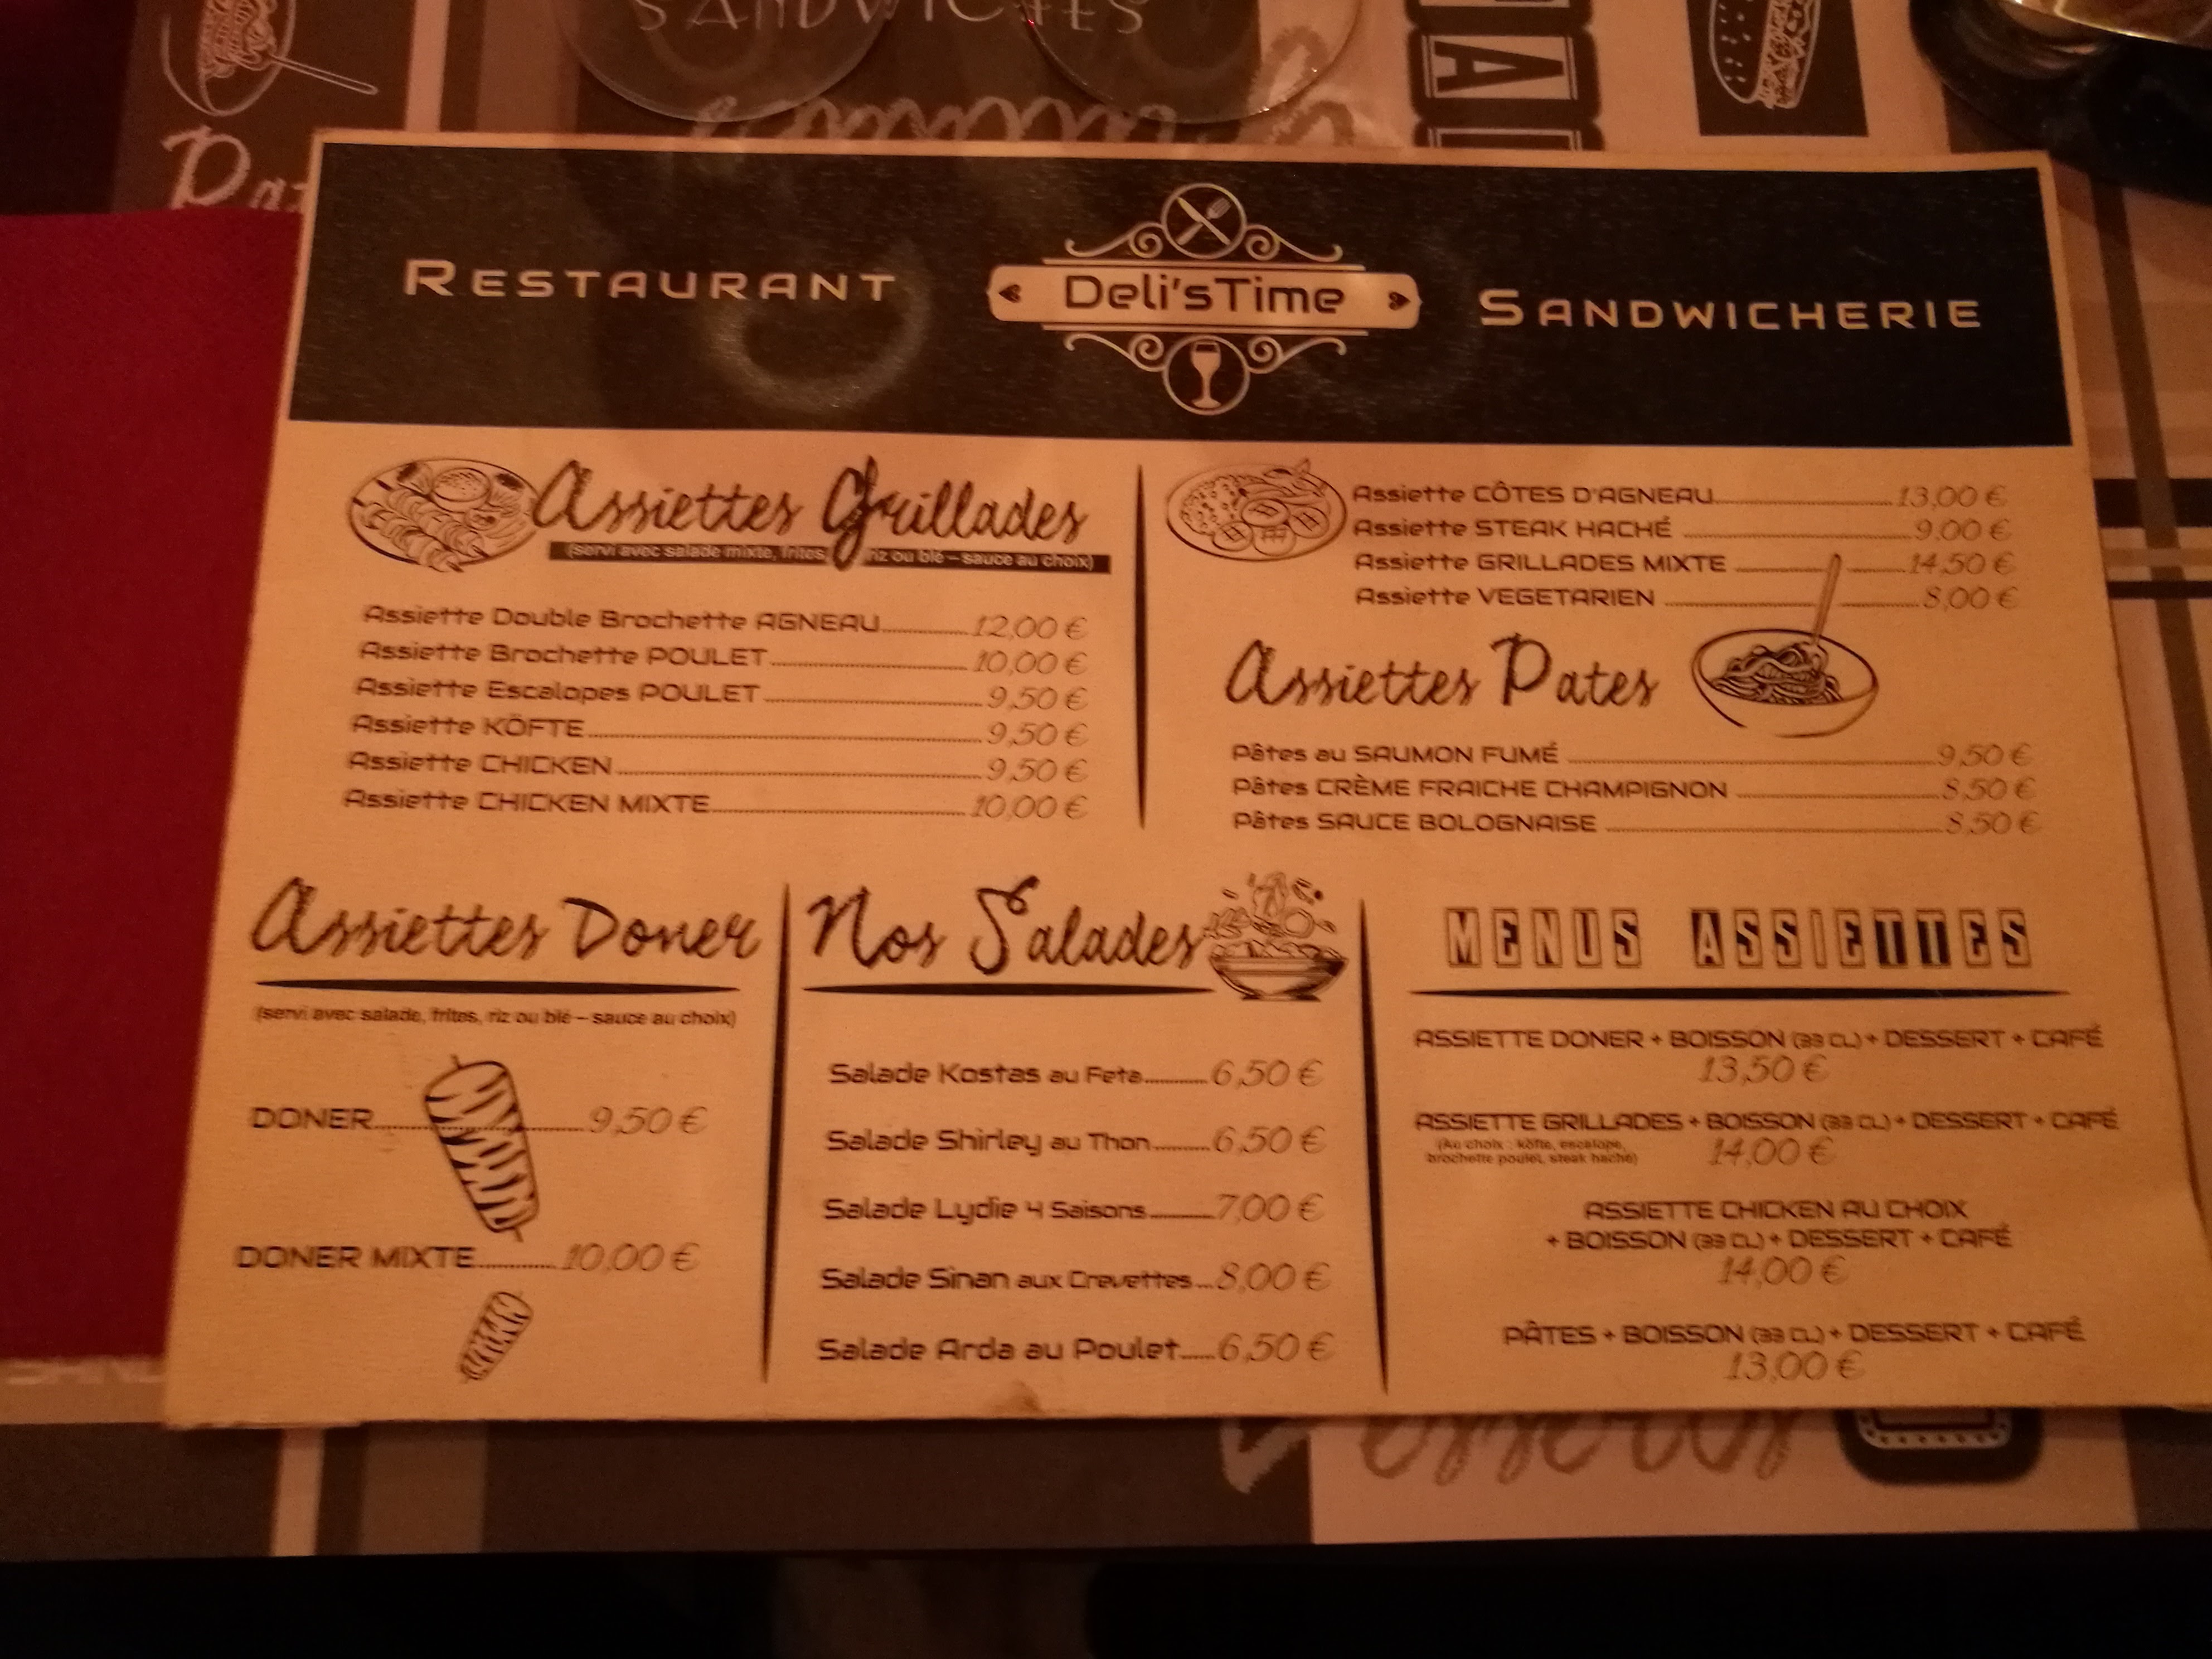 SANDWICHES
RESTAURANT
Deli'sTime
SANDWICHERIE
Assiettes Grillades
(servi avec salade mixte, frites, riz ou blé – sauce au choix)
Assiette Double Brochette AGNEAU 12,00 €
Assiette Brochette POULET 10,00 €
Assiette Escalopes POULET 9,50 €
Assiette KÖFTE 9,50 €
Assiette CHICKEN 9,50 €
Assiette CHICKEN MIXTE 10,00 €
Assiette CÔTES D'AGNEAU 13,00 €
Assiette STEAK HACHÉ 9.00 €
Assiette GRILLADES MIXTE 14,50 €
Assiette VEGETARIEN 8,00 €
Assiettes Pates
Pâtes au SAUMON FUMÉ 9,50 €
Pâtes CRÈME FRAICHE CHAMPIGNON 8,50 €
Pâtes SAUCE BOLOGNAISE 8,50 €
Assiettes Doner
(servi avec salade, frites, riz ou blé – sauce au choix)
DONER 9,50 €
DONER MIXTE 10,00 €
Nos Salades
Salade Kostas au Feta 6,50 €
Salade Shirley au Thon 6,50 €
Salade Lydie 4 Saisons 7,00 €
Salade Sinan aux Crevettes 8,00 €
Salade Arda au Poulet 6,50 €
MENUS ASSIETTES
ASSIETTE DONER + BOISSON (33 CL) + DESSERT + CAFÉ
13,50 €
ASSIETTE GRILLADES + BOISSON (33 CL) + DESSERT + CAFÉ
(Au choix : köfte, escalope,
brochette poulet, steak haché)
14,00 €
ASSIETTE CHICKEN AU CHOIX
+ BOISSON (33 CL) + DESSERT + CAFÉ
14,00 €
PÂTES + BOISSON (33 CL) + DESSERT + CAFÉ
13,00 €